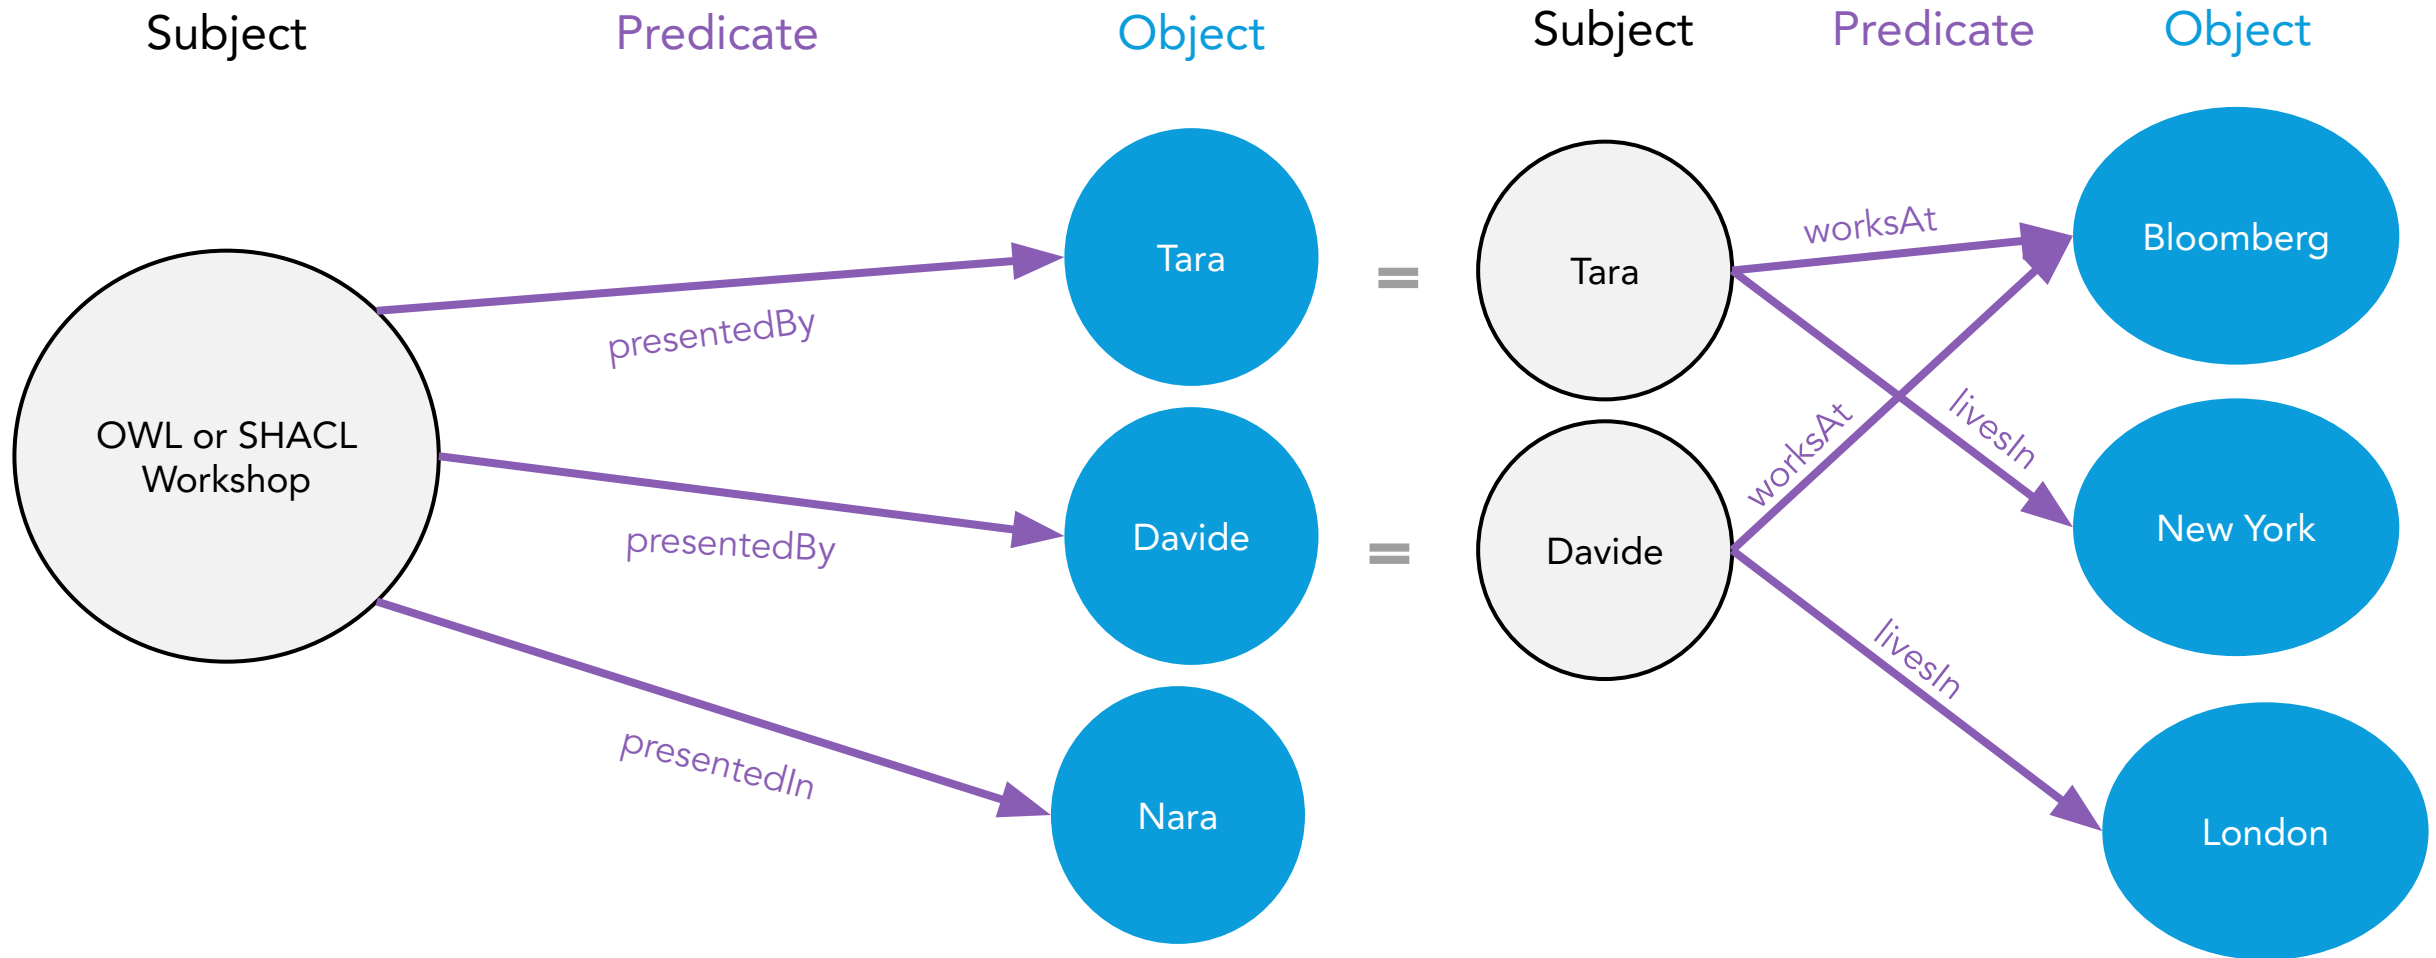 Subject
Predicate
Object
Subject
Predicate
Object
OWL or SHACL
Workshop
presentedBy
presentedBy
presentedIn
Tara
Davide
Nara
=
=
Tara
Davide
worksAt
livesIn
worksAt
livesIn
Bloomberg
New York
London